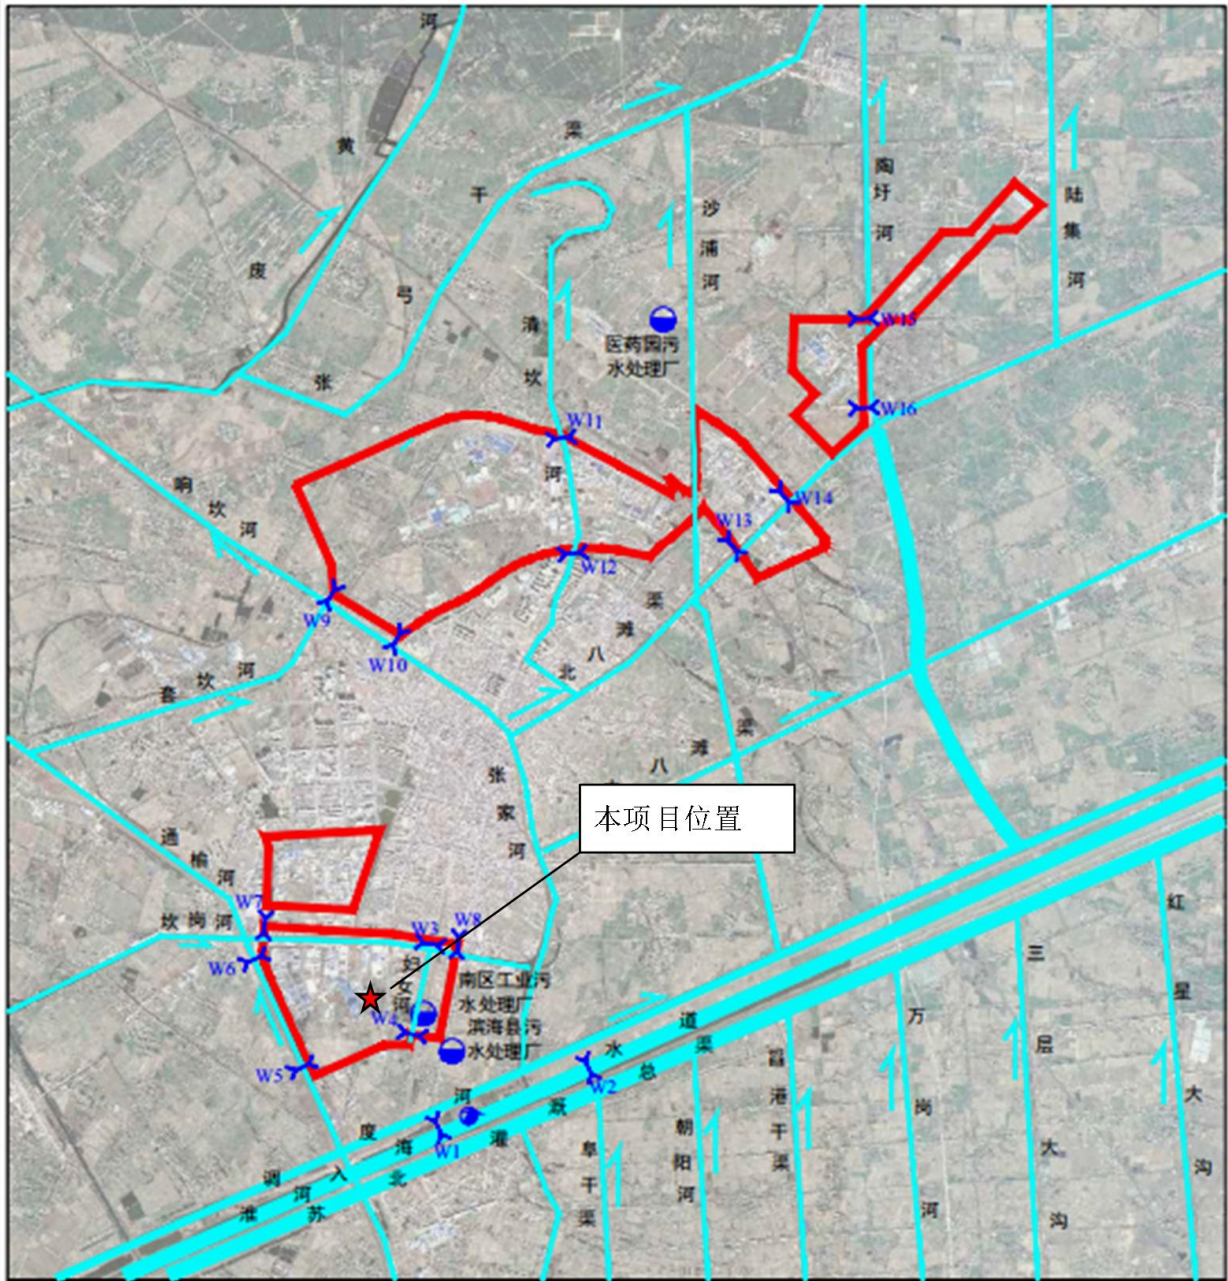 河
黄
废
渠
干
弓
张
清
坎
河
沙
浦
河
陶
圩
河
陆
集
河
医药园污
水处理厂
W15
W16
W11
W12
W14
W13
响
坎
河
W9
W10
套
坎
河
渠
滩
八
北
渠
滩
八
张
家
河
本项目位置
通
榆
河
W7
坎
岗
河
W3
W8
W6
妇
女
河
南区工业污
水处理厂
W4
滨海县污
水处理厂
W5
W2
W1
调
度
河
淮
河
入
海
水
道
苏
北
灌
溉
总
渠
阜
干
渠
朝
阳
河
港
干
渠
万
岗
河
三
层
大
沟
红
星
大
沟